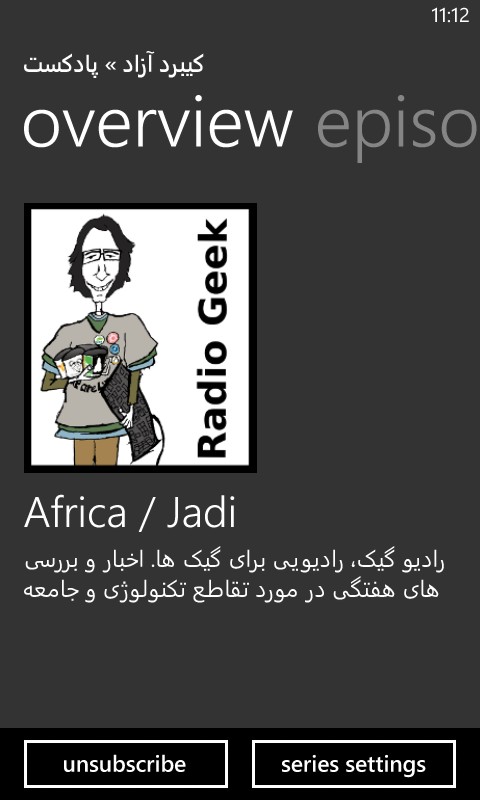 11:12
کیبرد آزاد » پادکست
overview episo
Radio Geek
Africa / Jadi
رادیو گیک، رادیویی برای گیک ها. اخبار و بررسی
های هفتگی در مورد تقاطع تکنولوژی و جامعه
unsubscribe
series settings